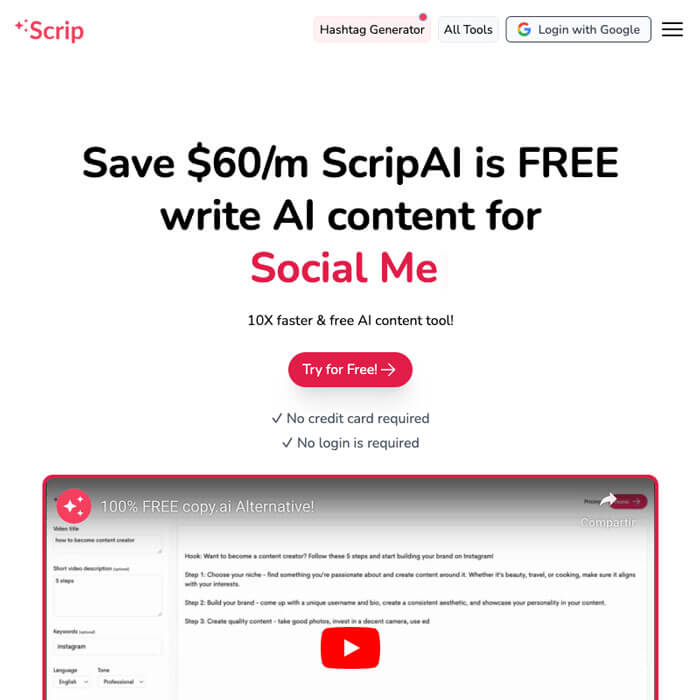 Scrip
Hashtag Generator
All Tools
Login with Google
Save $60/m ScripAI is FREE
write AI content for
Social Me
10X faster & free AI content tool!
Try for Free!
No credit card required
No login is required
100% FREE copy.ai Alternative!
Compartir
Video title
how to become content creator
Short video description (optional)
5 steps
Keywords (optional)
instagram
Language
Tone
English
Professional
Hook: Want to become a content creator? Follow these 5 steps and start building your brand on Instagram!
Step 1: Choose your niche - find something you're passionate about and create content around it. Whether it's beauty, travel, or cooking, make sure it aligns
with your interests.
Step 2: Build your brand - come up with a unique username and bio, create a consistent aesthetic, and showcase your personality in your content.
Step 3: Create quality content - take good photos, invest in a decent camera, use ed